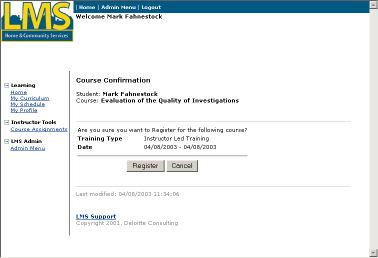 LMS
Home & Community Services
| Home | Admin Menu | Logout
Welcome Mark Fahnestock
Learning
Home
My Curriculum
My Schedule
My Profile
Instructor Tools
Course Assignments
LMS Admin
Admin Menu
Course Confirmation
Student: Mark Fahnestock
Course: Evaluation of the Quality of Investigations
Are you sure you want to Register for the following course?
Training Type Instructor Led Training
Date 04/08/2003 - 04/08/2003
Register Cancel
Last modified: 04/08/2003 11:34:06
LMS Support
Copyright 2001, Deloitte Consulting